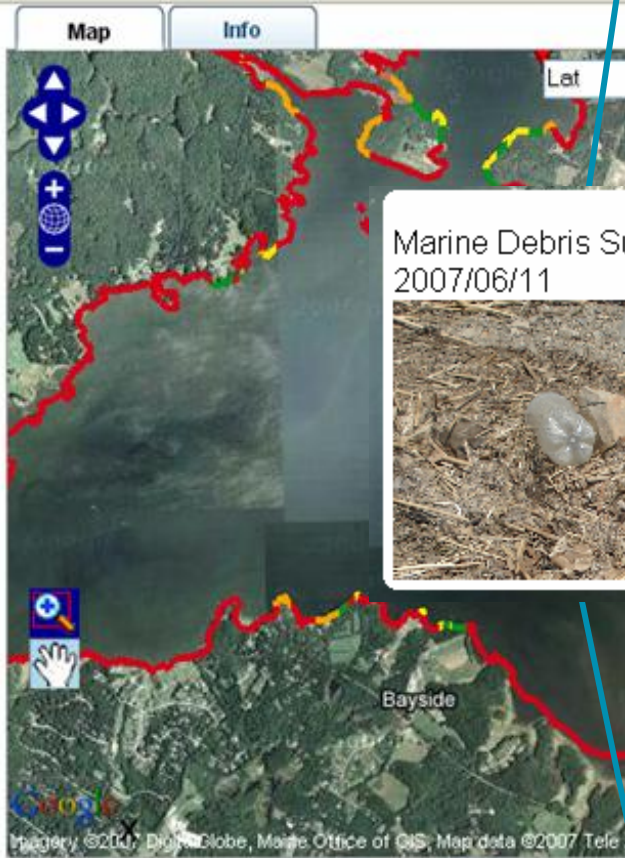 Map
Info
Lat
Marine Debris Su
2007/06/11
Bayside
Google
X
Imagery ©2007 DigitalGlobe, Maine Office of GIS, Map data ©2007 Tele